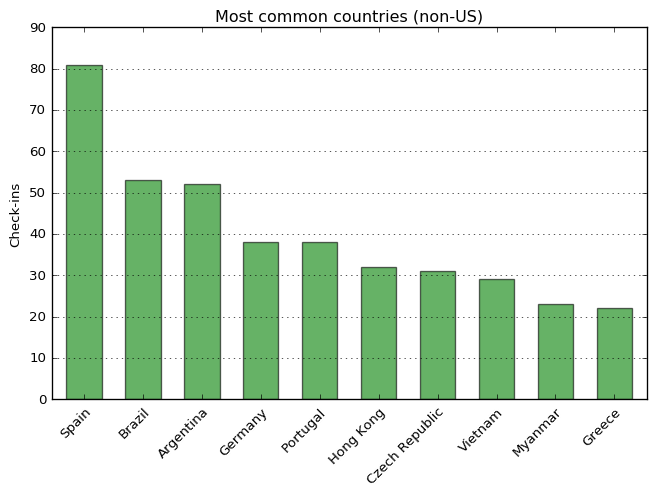 Most common countries (non-US)
Check-ins
90
80
70
60
50
40
30
20
10
0
Spain
Brazil
Argentina
Germany
Portugal
Hong Kong
Czech Republic
Vietnam
Myanmar
Greece